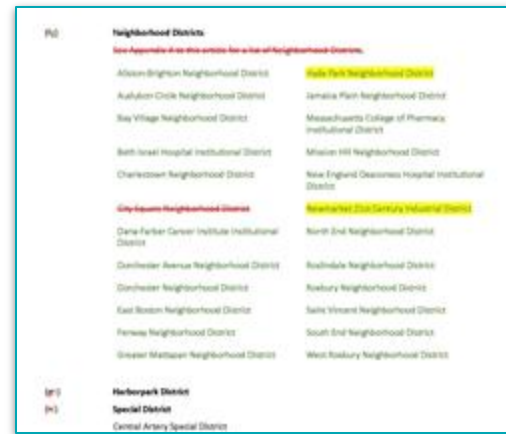 Neighborhood Districts
See Appendix A to this article for a list of Neighborhood Districts.
Allston-Brighton Neighborhood District
Hyde Park Neighborhood District
Audubon Circle Neighborhood District
Jamaica Plain Neighborhood District
Bay Village Neighborhood District
Massachusetts College of Pharmacy
Institutional District
Beth Israel Hospital Institutional District
Mission Hill Neighborhood District
Charlestown Neighborhood District
New England Deaconess Hospital Institutional
District
City Square Neighborhood District
Newmarket 21st Century Industrial District
Dana Farber Cancer Institute Institutional
District
North End Neighborhood District
Dorchester Avenue Neighborhood District
Roslindale Neighborhood District
Dorchester Neighborhood District
Roxbury Neighborhood District
East Boston Neighborhood District
Saint Vincent Neighborhood District
Fenway Neighborhood District
South End Neighborhood District
Greater Mattapan Neighborhood District
West Roxbury Neighborhood District
Harborpark District
Special District
Central Artery Special District